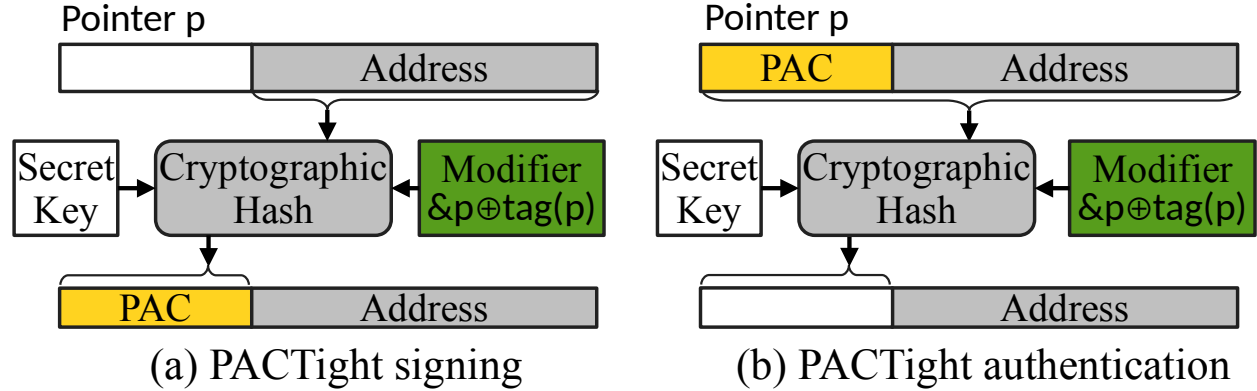 Pointer p
Address
Secret
Key
Cryptographic
Hash
Modifier
&p⊕tag(p)
PAC
Address
(a) PACTight signing
Pointer p
PAC
Address
Secret
Key
Cryptographic
Hash
Modifier
&p⊕tag(p)
Address
(b) PACTight authentication